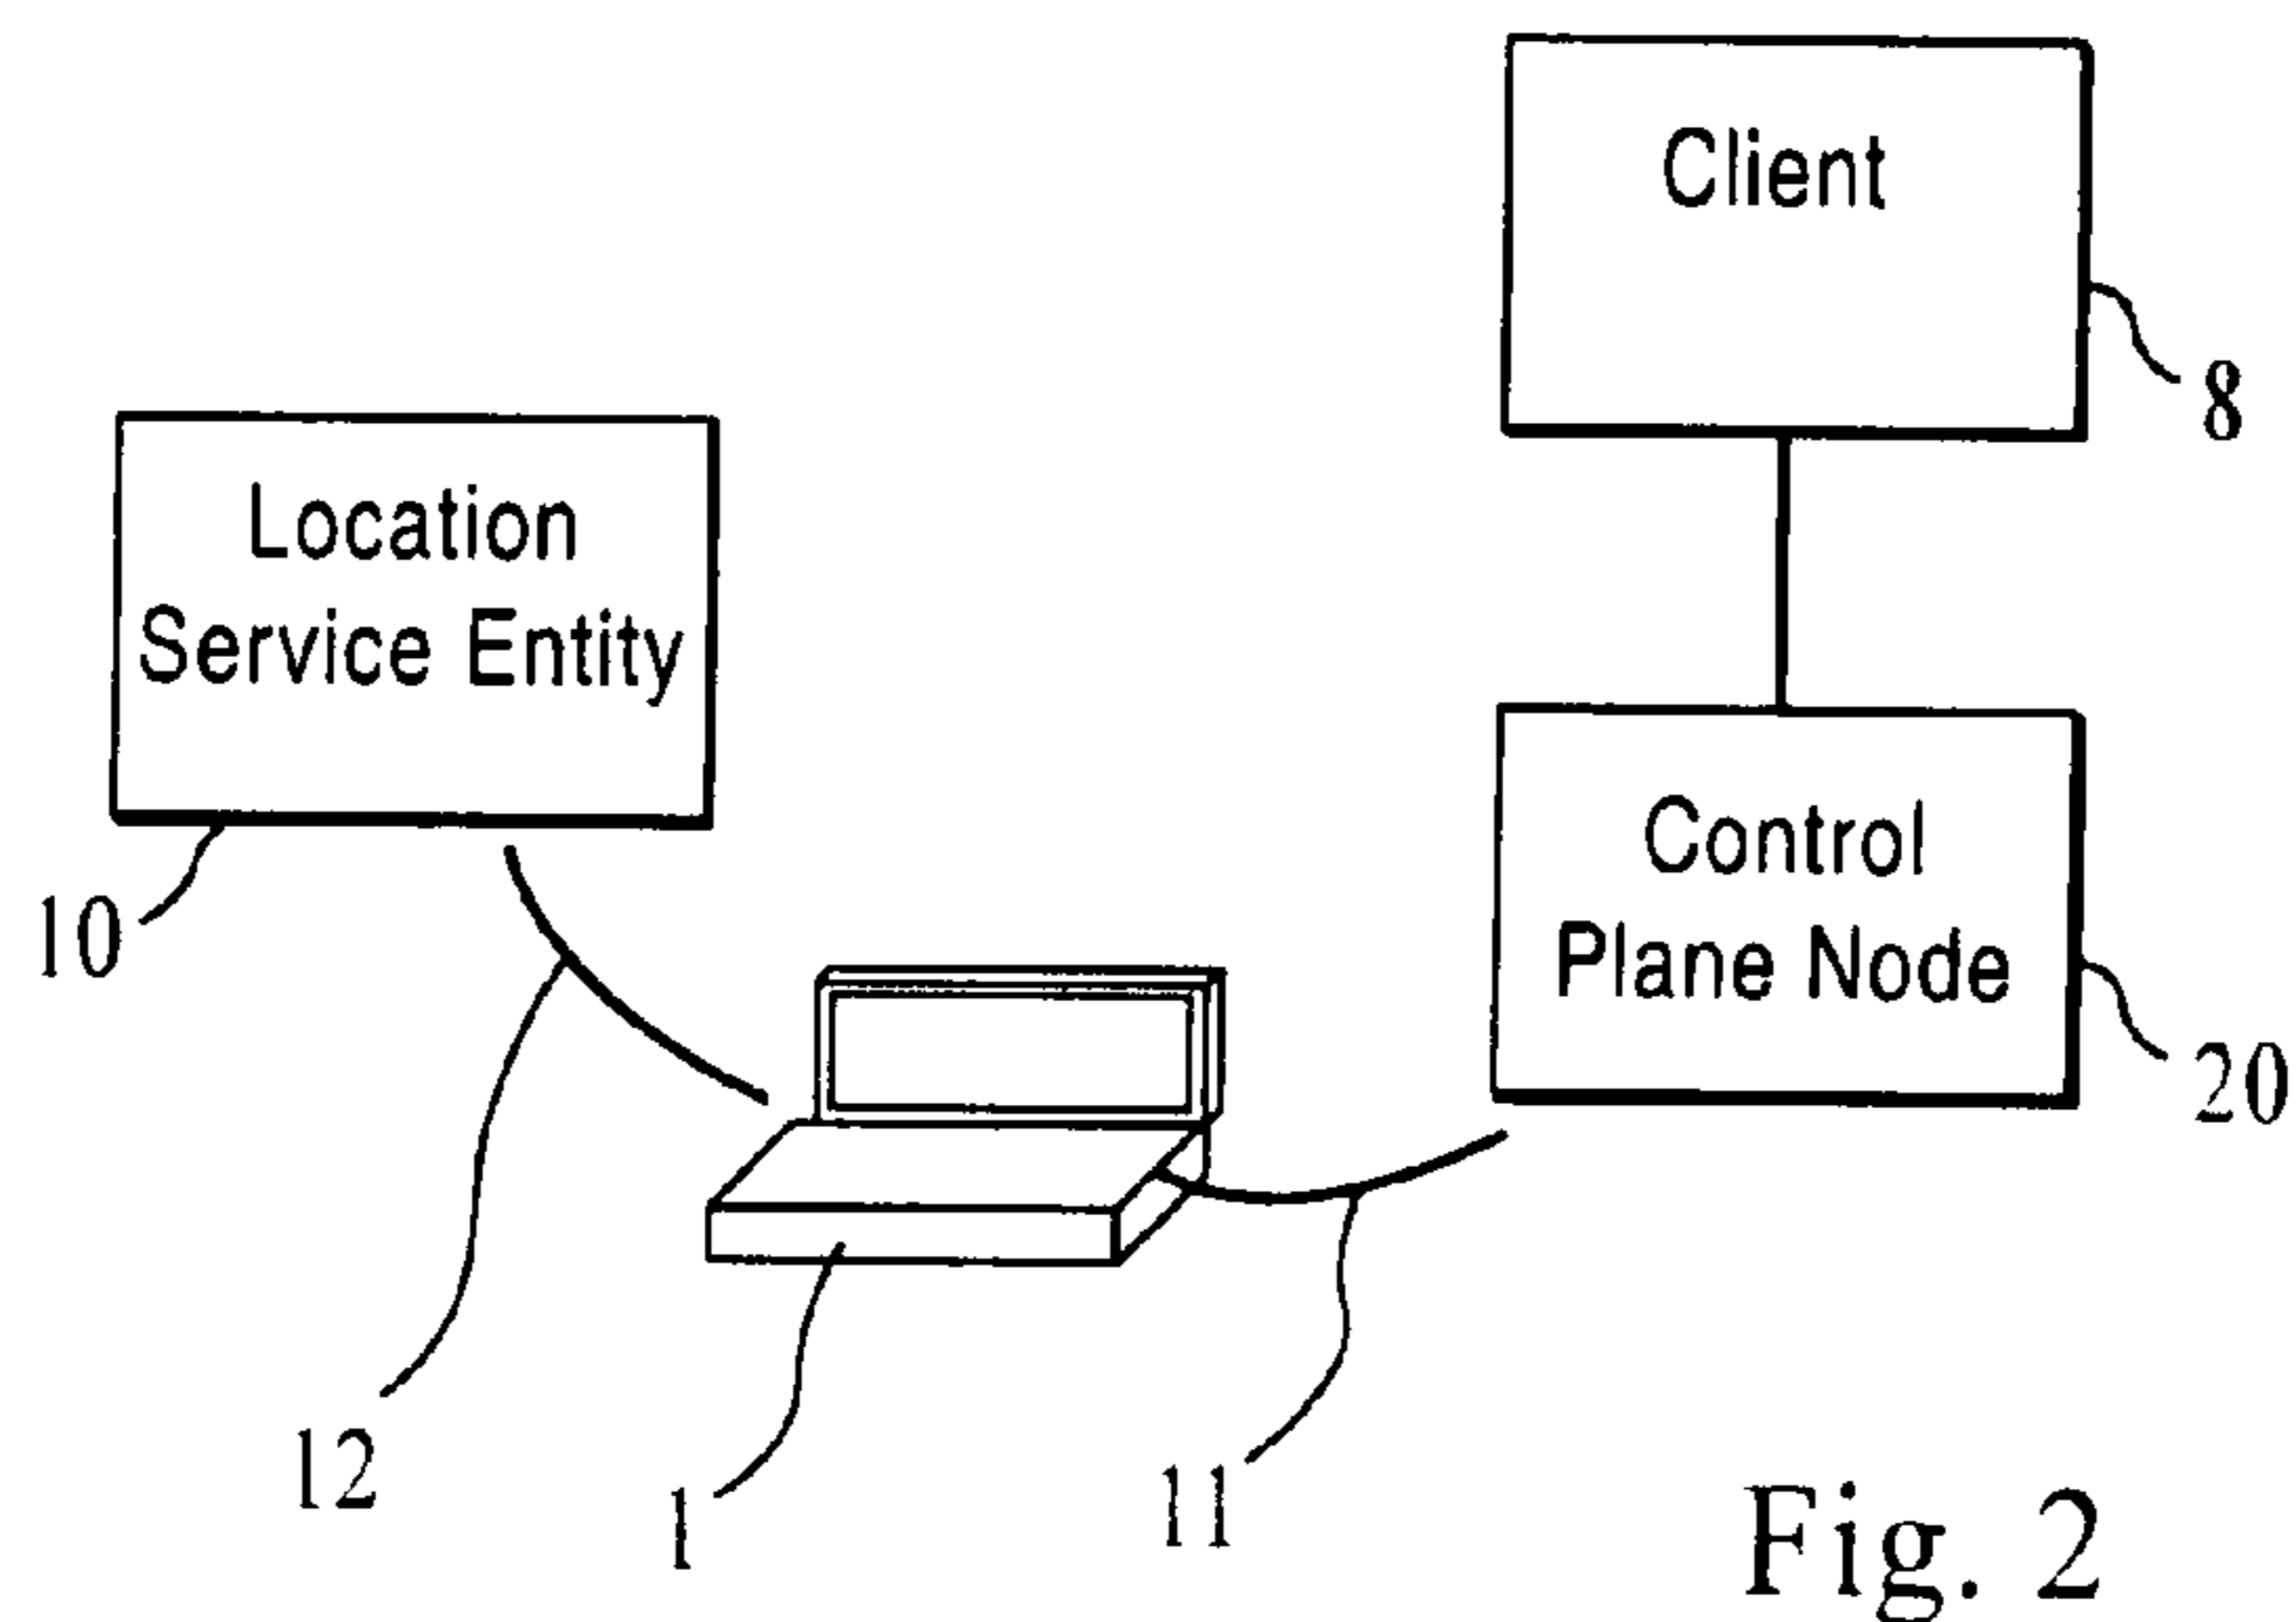 Client
8
Location
Service Entity
10
Control
Plane Node
20
12
1
11
Fig. 2